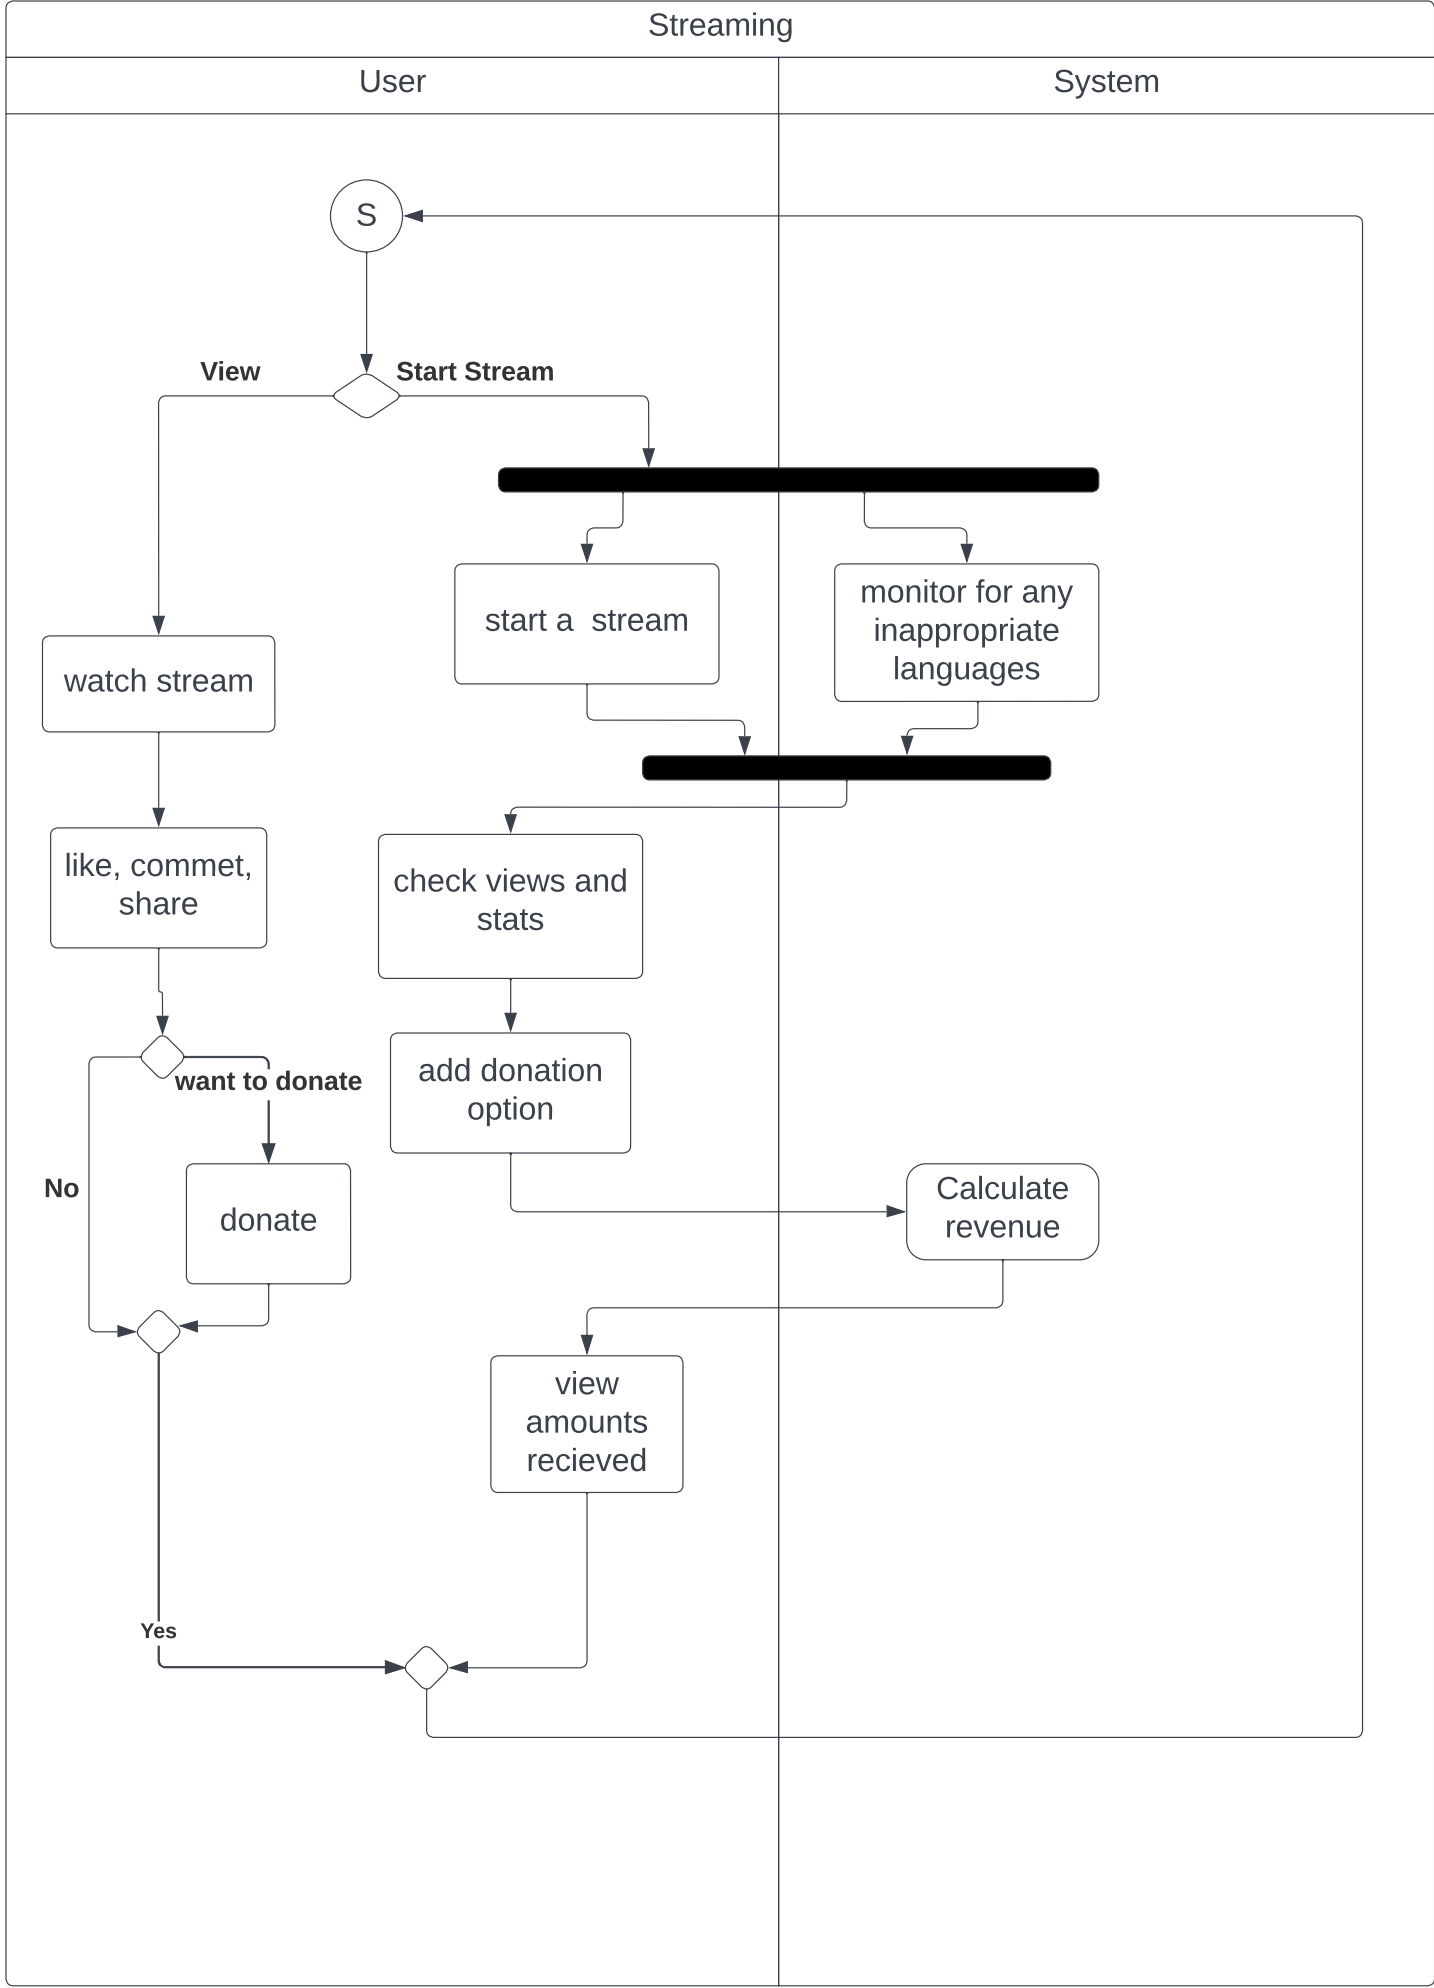 Streaming
User
System
S
View
Start Stream
start a  stream
monitor for any
inappropriate
languages
watch stream
like, commet,
share
check views and
stats
want to donate
add donation
option
No
donate
Calculate
revenue
view
amounts
recieved
Yes